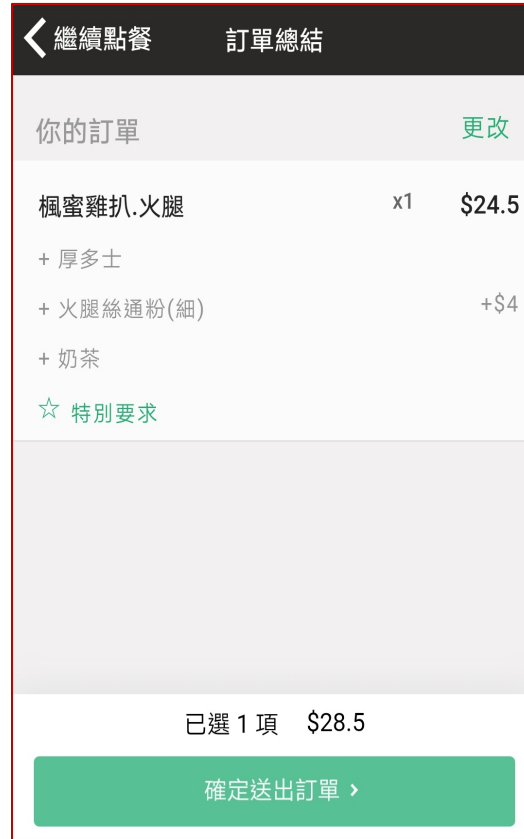 繼續點餐 訂單總結
你的訂單 更改
楓蜜雞扒.火腿 x1 $24.5
+ 厚多士
+ 火腿絲通粉(細) +$4
+ 奶茶
☆ 特別要求
已選 1 項 $28.5
確定送出訂單 ›